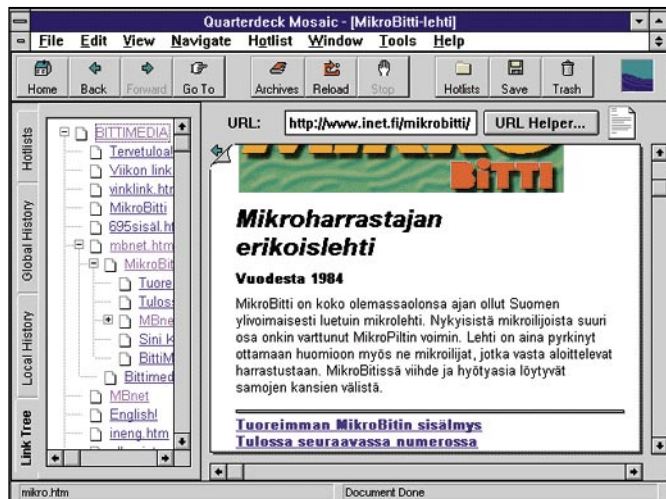 Quarterdeck Mosaic - [MikroBitti-lehti]
File Edit View Navigate Hotlist Window Tools Help
Home Back Forward Go To Archives Reload Stop Hotlists Save Trash
URL: http://www.inet.fi/mikrobitti/ URL Helper...
Hotlists
Global History
Local History
Link Tree
BITTIMEDIA
Tervetuloa!
Viikon link
vinklink.htm
MikroBitti
695sisal.ht
mbnet.htm
MikroBit
Tuore
Tulos
MBne
Sini K
BittiM
Bittimed
MBnet
English!
ineng.htm
BITTI
Mikroharrastajan
erikoislehti
Vuodesta 1984
MikroBitti on koko olemassaolonsa ajan ollut Suomen
ylivoimaisesti luetuin mikrolehti. Nykyisistä mikroilijoista suuri
osa onkin varttunut MikroPiltin voimin. Lehti on aina pyrkinyt
ottamaan huomioon myös ne mikroilijat, jotka vasta aloittelevat
harrastustaan. MikroBitissä viihde ja hyötyasia löytyvät
samojen kansien välistä.
Tuoreimman MikroBitin sisälmys
Tulossa seuraavassa numerossa
mikro.htm Document Done